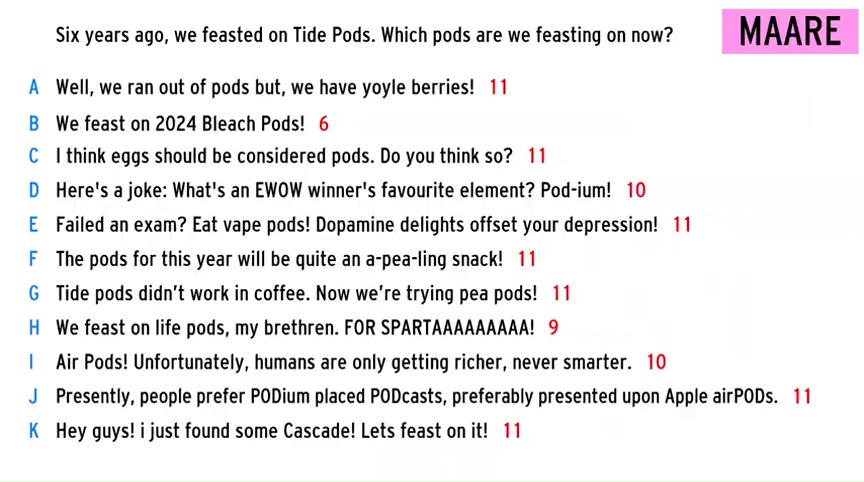 Six years ago, we feasted on Tide Pods. Which pods are we feasting on now?
MAARE
A Well, we ran out of pods but, we have yoyle berries! 11
B We feast on 2024 Bleach Pods! 6
C I think eggs should be considered pods. Do you think so? 11
D Here's a joke: What's an EWOW winner's favourite element? Pod-ium! 10
E Failed an exam? Eat vape pods! Dopamine delights offset your depression! 11
F The pods for this year will be quite an a-pea-ling snack! 11
G Tide pods didn't work in coffee. Now we're trying pea pods! 11
H We feast on life pods, my brethren. FOR SPARTAAAAAAAAA! 9
I Air Pods! Unfortunately, humans are only getting richer, never smarter. 10
J Presently, people prefer PODium placed PODcasts, preferably presented upon Apple airPODs. 11
K Hey guys! i just found some Cascade! Lets feast on it! 11